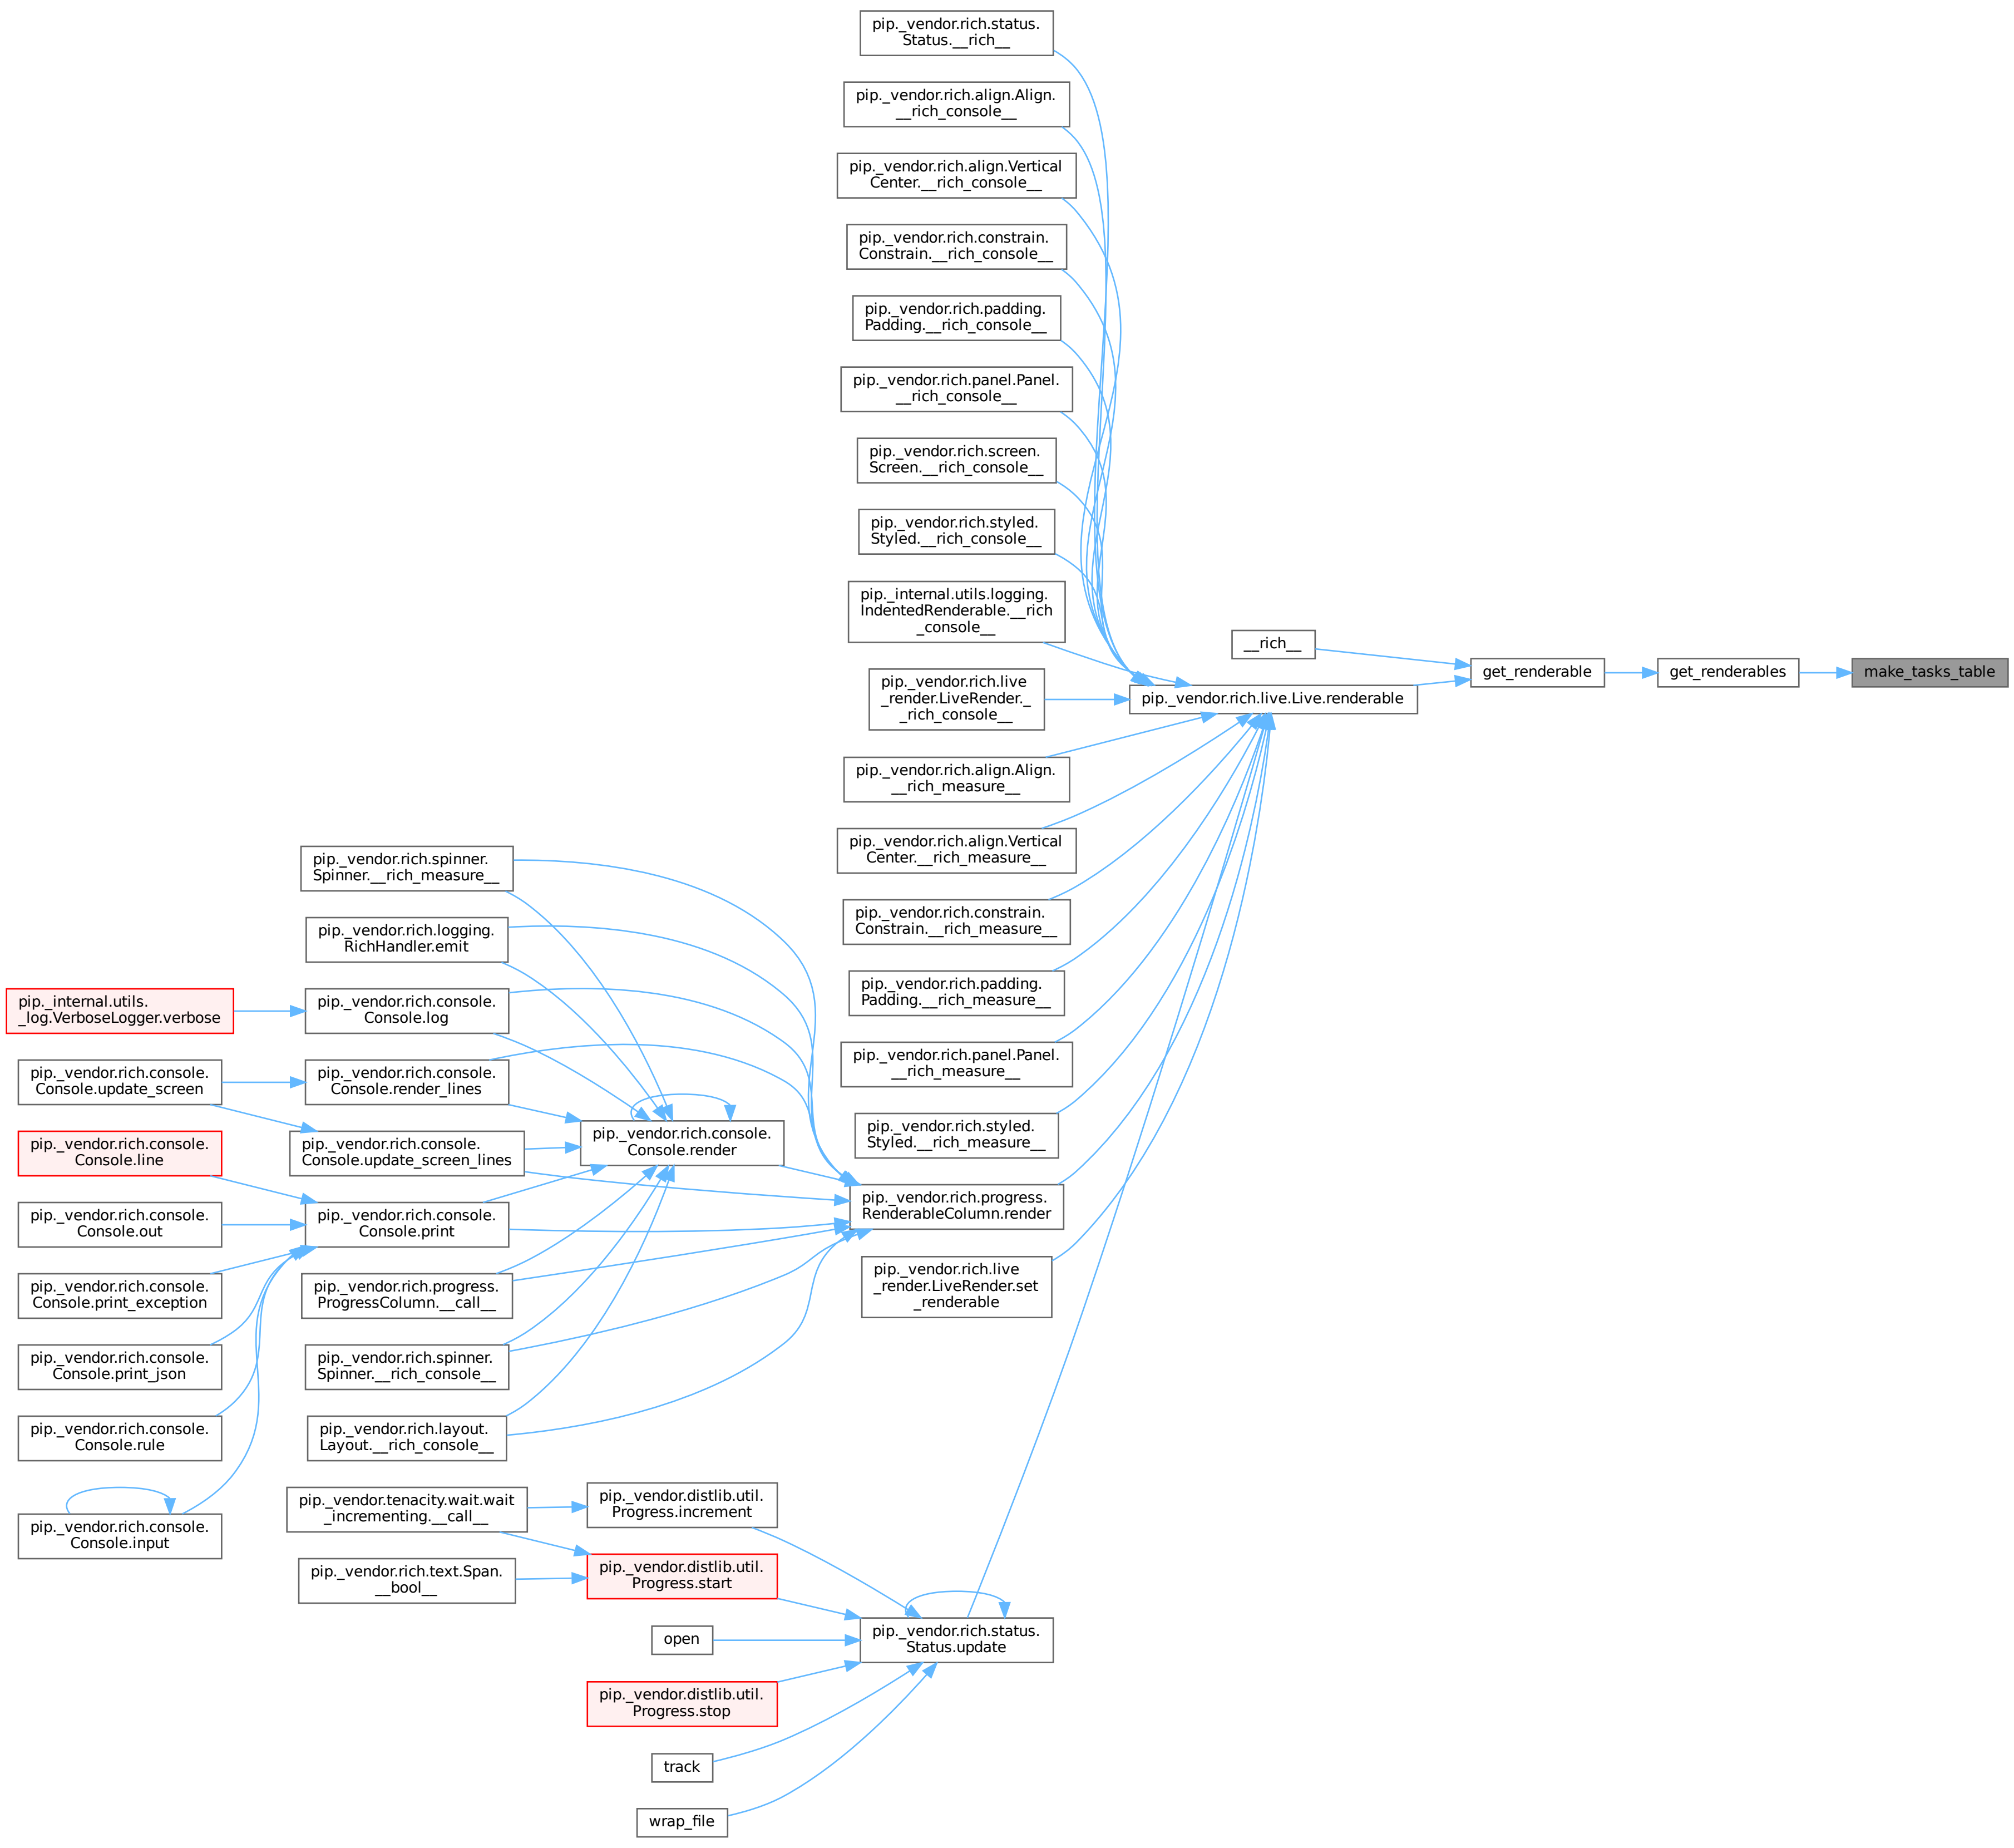 pip._vendor.rich.status.
Status.__rich__
pip._vendor.rich.align.Align.
__rich_console__
pip._vendor.rich.align.Vertical
Center.__rich_console__
pip._vendor.rich.constrain.
Constrain.__rich_console__
pip._vendor.rich.padding.
Padding.__rich_console__
pip._vendor.rich.panel.Panel.
__rich_console__
pip._vendor.rich.screen.
Screen.__rich_console__
pip._vendor.rich.styled.
Styled.__rich_console__
pip._internal.utils.logging.
IndentedRenderable.__rich
_console__
pip._vendor.rich.live
_render.LiveRender._
_rich_console__
__rich__
pip._vendor.rich.live.Live.renderable
get_renderable
get_renderables
make_tasks_table
pip._vendor.rich.align.Align.
__rich_measure__
pip._vendor.rich.align.Vertical
Center.__rich_measure__
pip._vendor.rich.constrain.
Constrain.__rich_measure__
pip._vendor.rich.padding.
Padding.__rich_measure__
pip._vendor.rich.panel.Panel.
__rich_measure__
pip._vendor.rich.styled.
Styled.__rich_measure__
pip._vendor.rich.progress.
RenderableColumn.render
pip._vendor.rich.live
_render.LiveRender.set
_renderable
pip._vendor.rich.spinner.
Spinner.__rich_measure__
pip._vendor.rich.logging.
RichHandler.emit
pip._internal.utils.
_log.VerboseLogger.verbose
pip._vendor.rich.console.
Console.log
pip._vendor.rich.console.
Console.update_screen
pip._vendor.rich.console.
Console.render_lines
pip._vendor.rich.console.
Console.render
pip._vendor.rich.console.
Console.line
pip._vendor.rich.console.
Console.update_screen_lines
pip._vendor.rich.console.
Console.out
pip._vendor.rich.console.
Console.print
pip._vendor.rich.console.
Console.print_exception
pip._vendor.rich.progress.
ProgressColumn.__call__
pip._vendor.rich.console.
Console.print_json
pip._vendor.rich.spinner.
Spinner.__rich_console__
pip._vendor.rich.console.
Console.rule
pip._vendor.rich.layout.
Layout.__rich_console__
pip._vendor.rich.console.
Console.input
pip._vendor.tenacity.wait.wait
_incrementing.__call__
pip._vendor.distlib.util.
Progress.increment
pip._vendor.rich.text.Span.
__bool__
pip._vendor.distlib.util.
Progress.start
open
pip._vendor.rich.status.
Status.update
pip._vendor.distlib.util.
Progress.stop
track
wrap_file